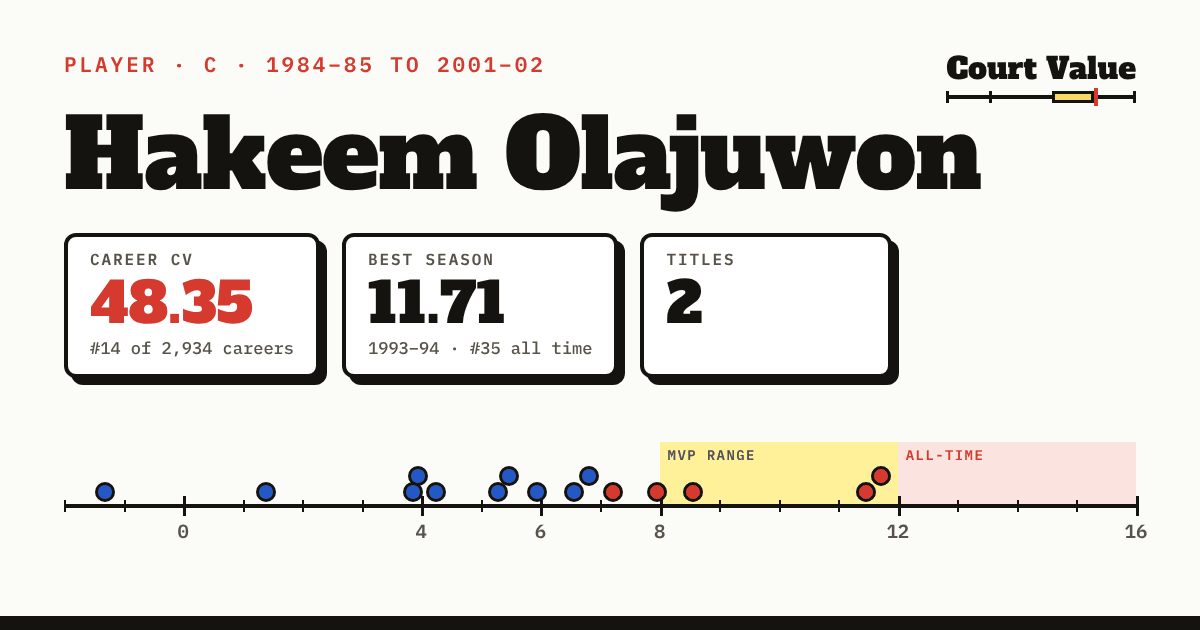 PLAYER · C · 1984–85 TO 2001–02
Court Value
Hakeem Olajuwon
CAREER CV
48.35
#14 of 2,934 careers
BEST SEASON
11.71
1993–94 · #35 all time
TITLES
2
MVP RANGE
ALL-TIME
0 4 6 8 12 16